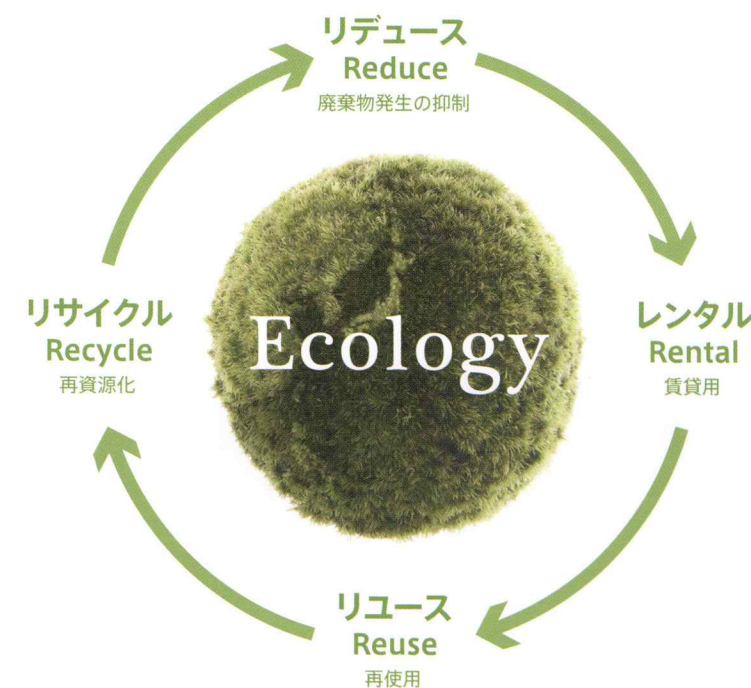 リデュース
Reduce
廃棄物発生の抑制
レンタル
Rental
賃貸用
リユース
Reuse
再使用
リサイクル
Recycle
再資源化
Ecology